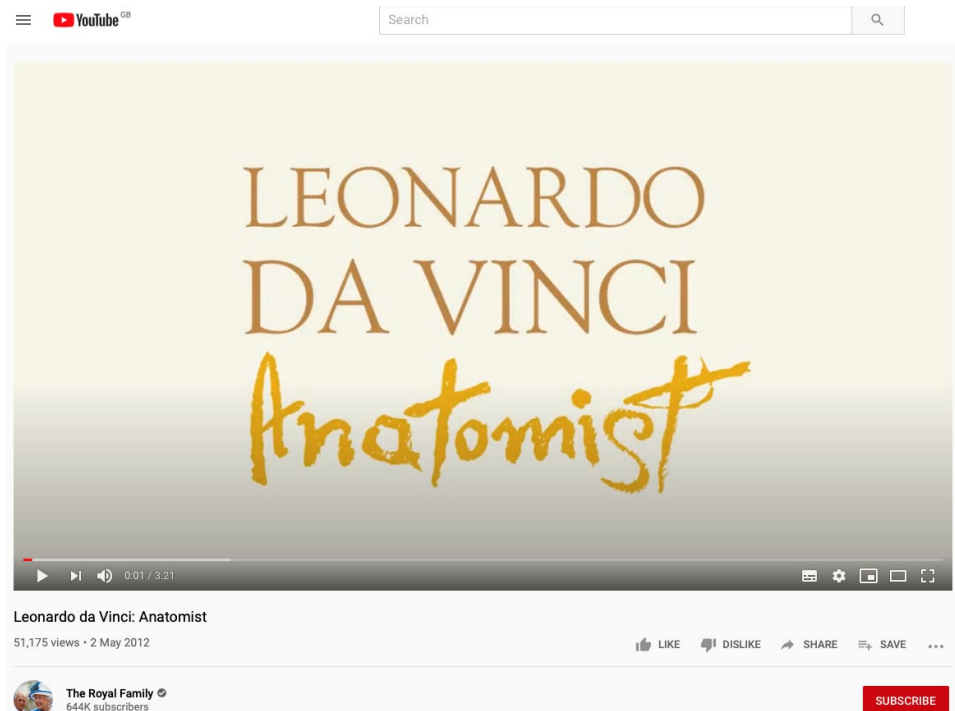 YouTube GB
Search
LEONARDO
DA VINCI
Anatomist
0:01 / 3:21
Leonardo da Vinci: Anatomist
51,175 views • 2 May 2012
LIKE DISLIKE SHARE SAVE
The Royal Family
644K subscribers
SUBSCRIBE